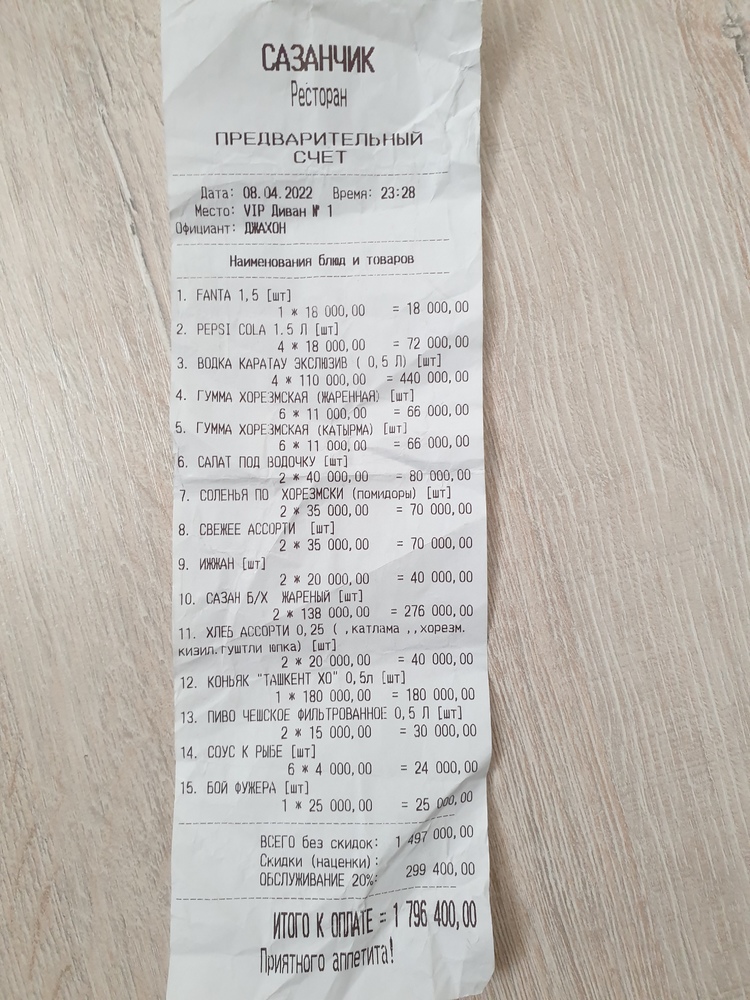 САЗАНЧИК
Ресторан
ПРЕДВАРИТЕЛЬНЫЙ
СЧЕТ
Дата: 08.04.2022 Время: 23:28
Место: VIP Диван № 1
Официант: ДЖАХОН
Наименования блюд и товаров
1. FANTA 1,5 [шт]
1 * 18 000,00 = 18 000,00
2. PEPSI COLA 1.5 Л [шт]
4 * 18 000,00 = 72 000,00
3. ВОДКА КАРАТАУ ЭКСЛЮЗИВ ( 0,5 Л) [шт]
4 * 110 000,00 = 440 000,00
4. ГУММА ХОРЕЗМСКАЯ (ЖАРЕННАЯ) [шт]
6 * 11 000,00 = 66 000,00
5. ГУММА ХОРЕЗМСКАЯ (КАТЫРМА) [шт]
6 * 11 000,00 = 66 000,00
6. САЛАТ ПОД ВОДОЧКУ [шт]
2 * 40 000,00 = 80 000,00
7. СОЛЕНЬЯ ПО ХОРЕЗМСКИ (помидоры) [шт]
2 * 35 000,00 = 70 000,00
8. СВЕЖЕЕ АССОРТИ [шт]
2 * 35 000,00 = 70 000,00
9. ИЖЖАН [шт]
2 * 20 000,00 = 40 000,00
10. САЗАН Б/Х ЖАРЕНЫЙ [шт]
2 * 138 000,00 = 276 000,00
11. ХЛЕБ АССОРТИ 0,25 ( ,катлама ,,хорезм.
кизил.гуштли юпка) [шт]
2 * 20 000,00 = 40 000,00
12. КОНЬЯК "ТАШКЕНТ ХО" 0,5л [шт]
1 * 180 000,00 = 180 000,00
13. ПИВО ЧЕШСКОЕ ФИЛЬТРОВАННОЕ 0,5 Л [шт]
2 * 15 000,00 = 30 000,00
14. СОУС К РЫБЕ [шт]
6 * 4 000,00 = 24 000,00
15. БОЙ ФУЖЕРА [шт]
1 * 25 000,00 = 25 000,00
ВСЕГО без скидок: 1 497 000,00
Скидки (наценки):
ОБСЛУЖИВАНИЕ 20%: 299 400,00
ИТОГО К ОПЛАТЕ = 1 796 400,00
Приятного аппетита!